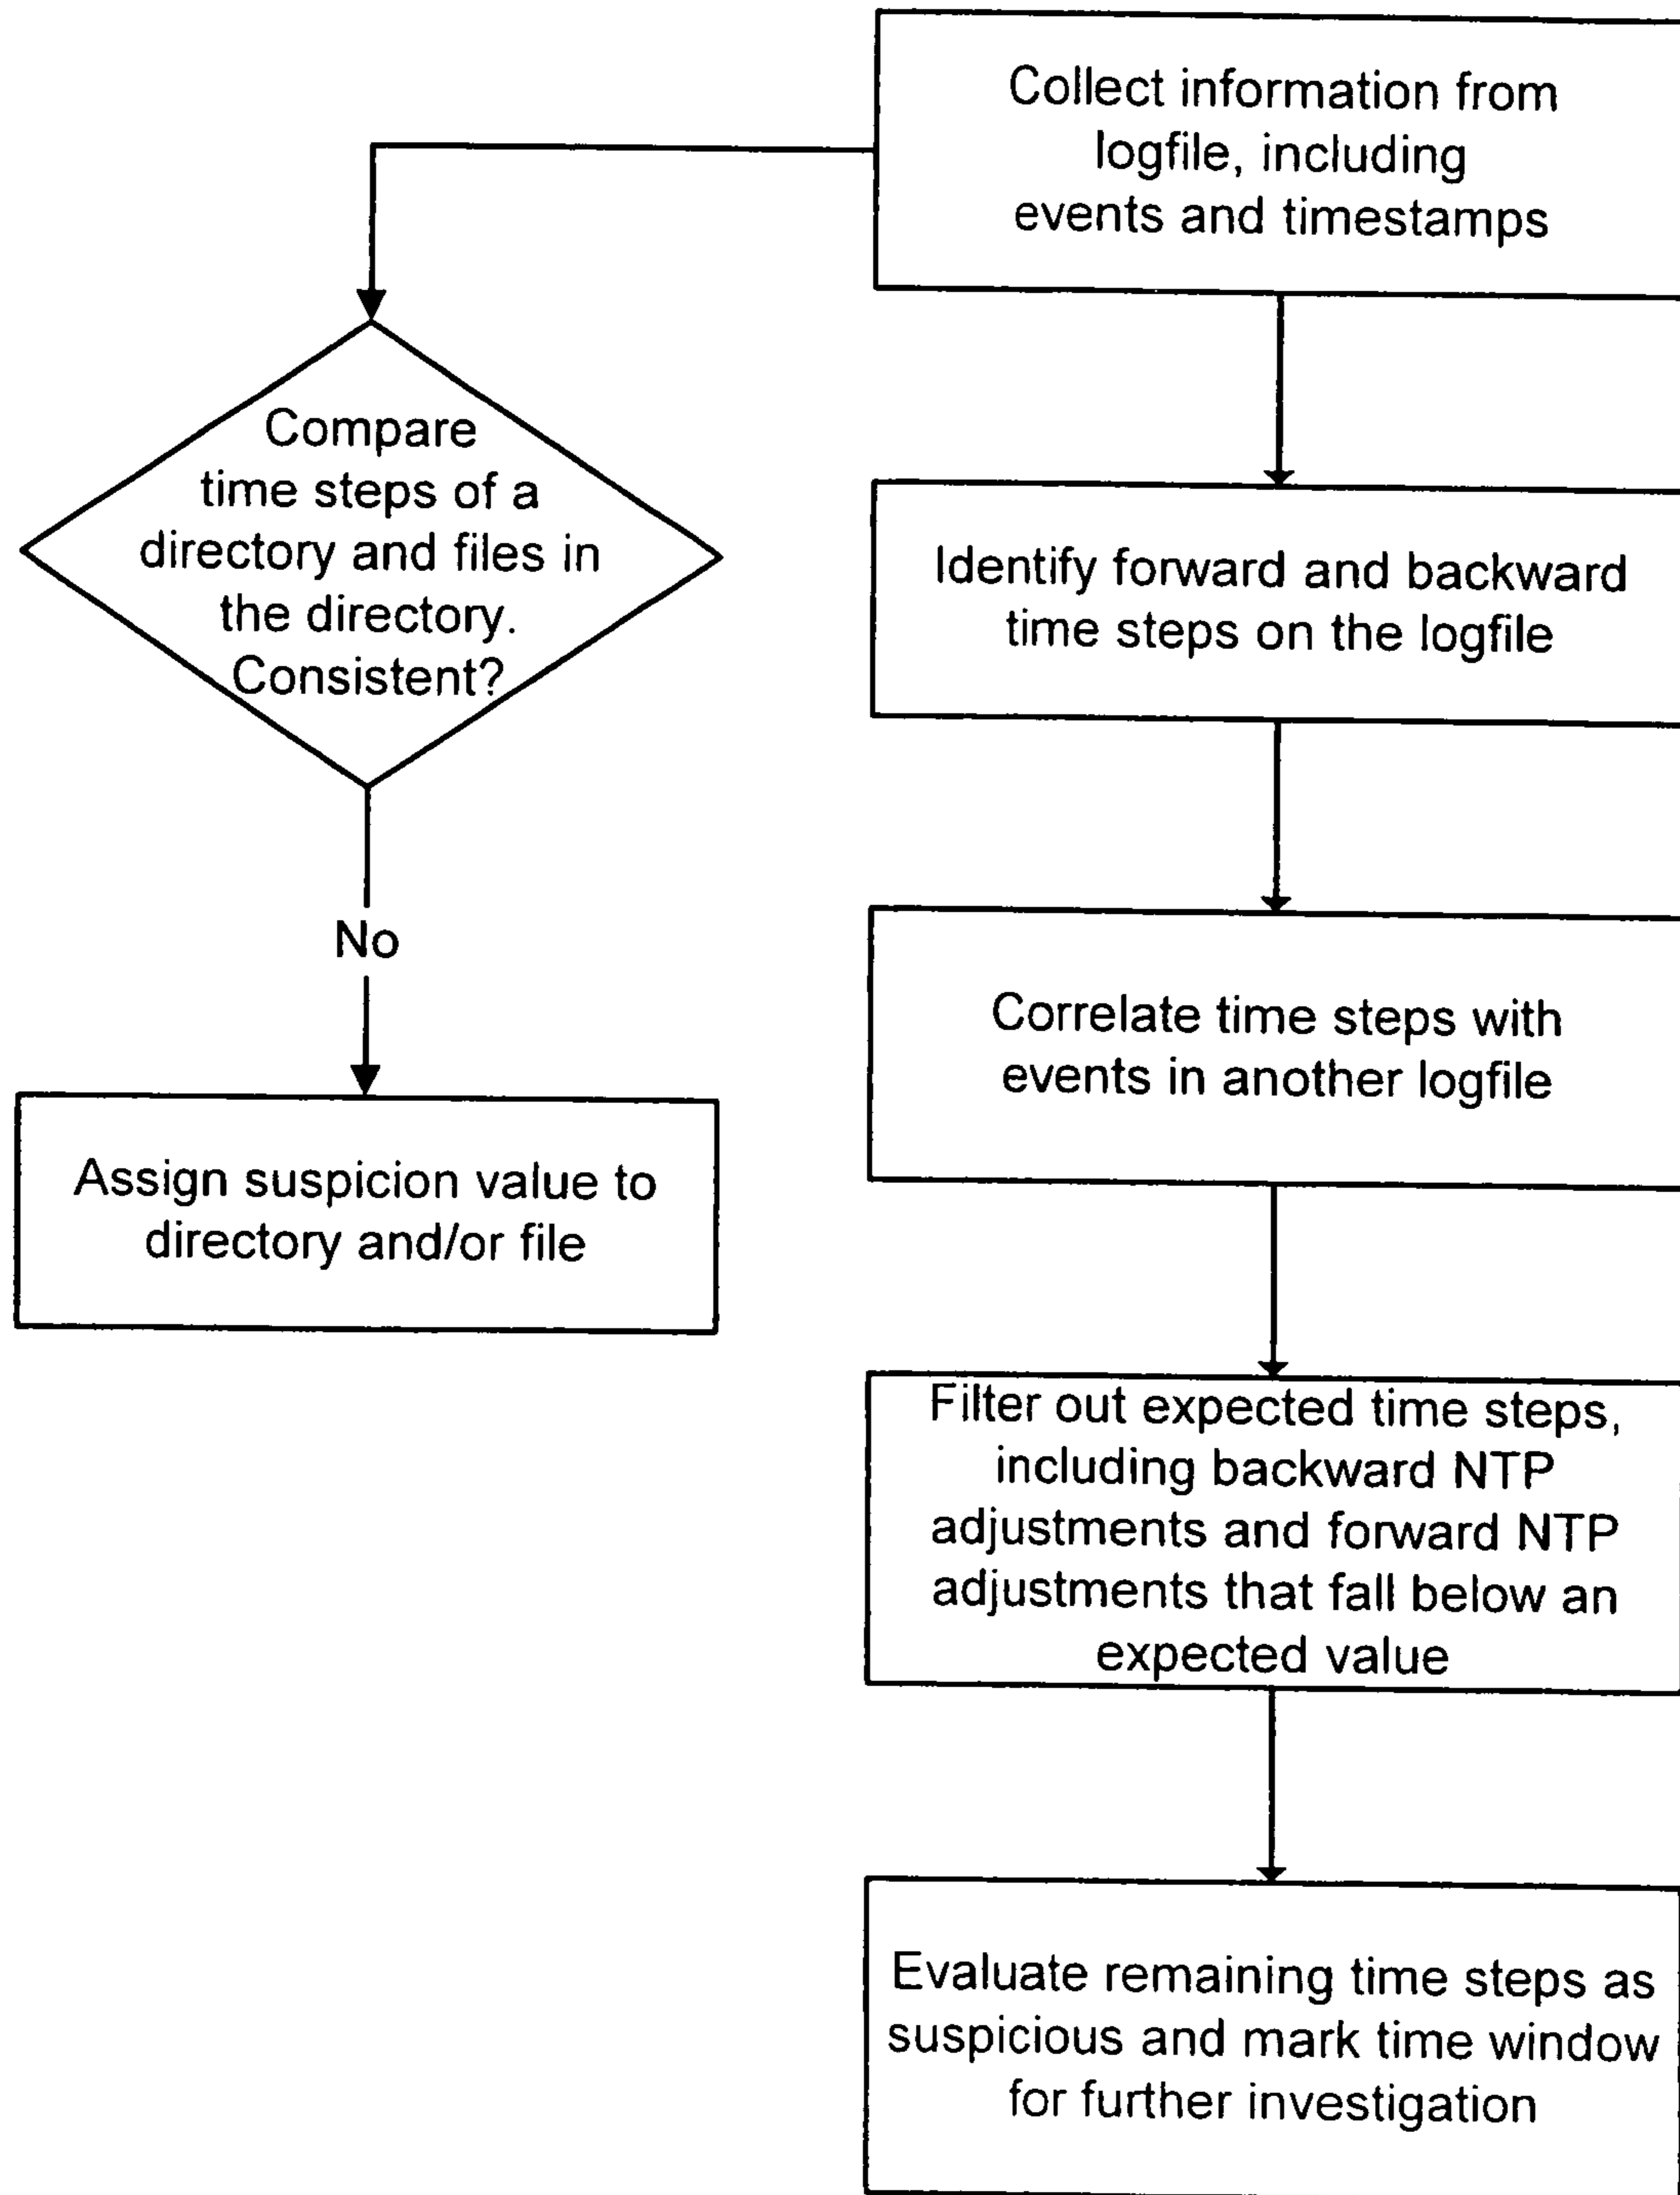 Collect information from
logfile, including
events and timestamps
Compare
time steps of a
directory and files in
the directory.
Consistent?
No
Assign suspicion value to
directory and/or file
Identify forward and backward
time steps on the logfile
Correlate time steps with
events in another logfile
Filter out expected time steps,
including backward NTP
adjustments and forward NTP
adjustments that fall below an
expected value
Evaluate remaining time steps as
suspicious and mark time window
for further investigation